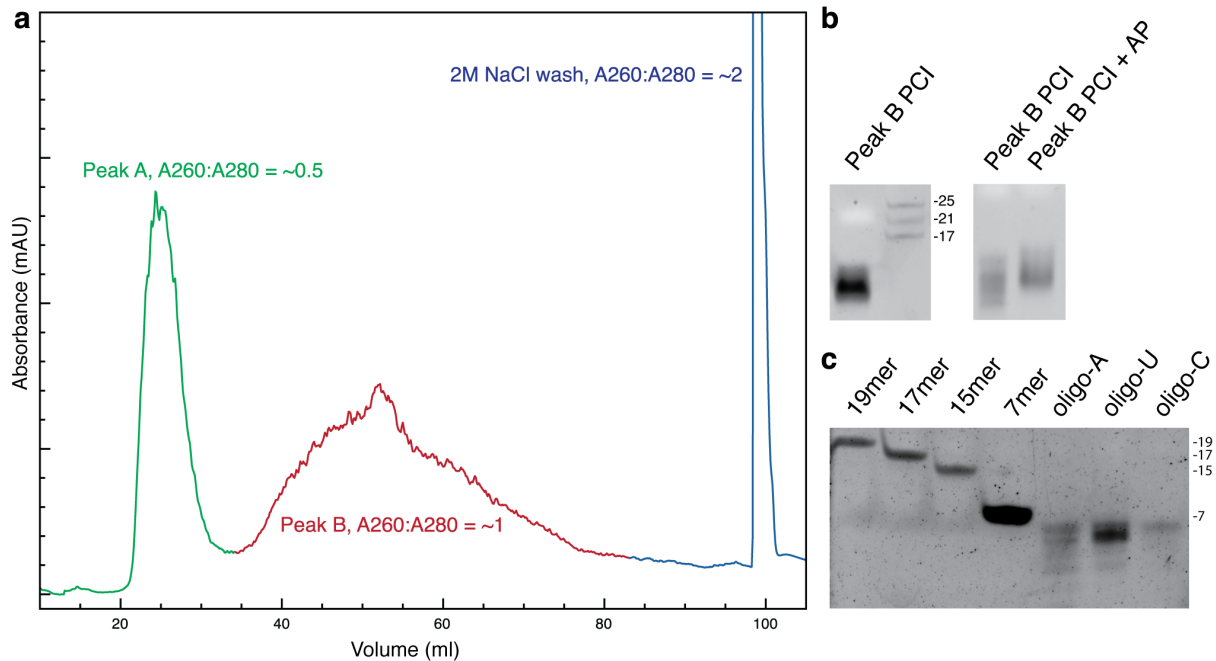 a
Peak A, A260:A280 = ~0.5
2M NaCl wash, A260:A280 = ~2
Peak B, A260:A280 = ~1
Absorbance (mAU)
20
40
60
80
100
Volume (ml)
b
Peak B PCI
-25
-21
-17
Peak B PCI
Peak B PCI + AP
c
19mer
17mer
15mer
7mer
oligo-A
oligo-U
oligo-C
-19
-17
-15
-7